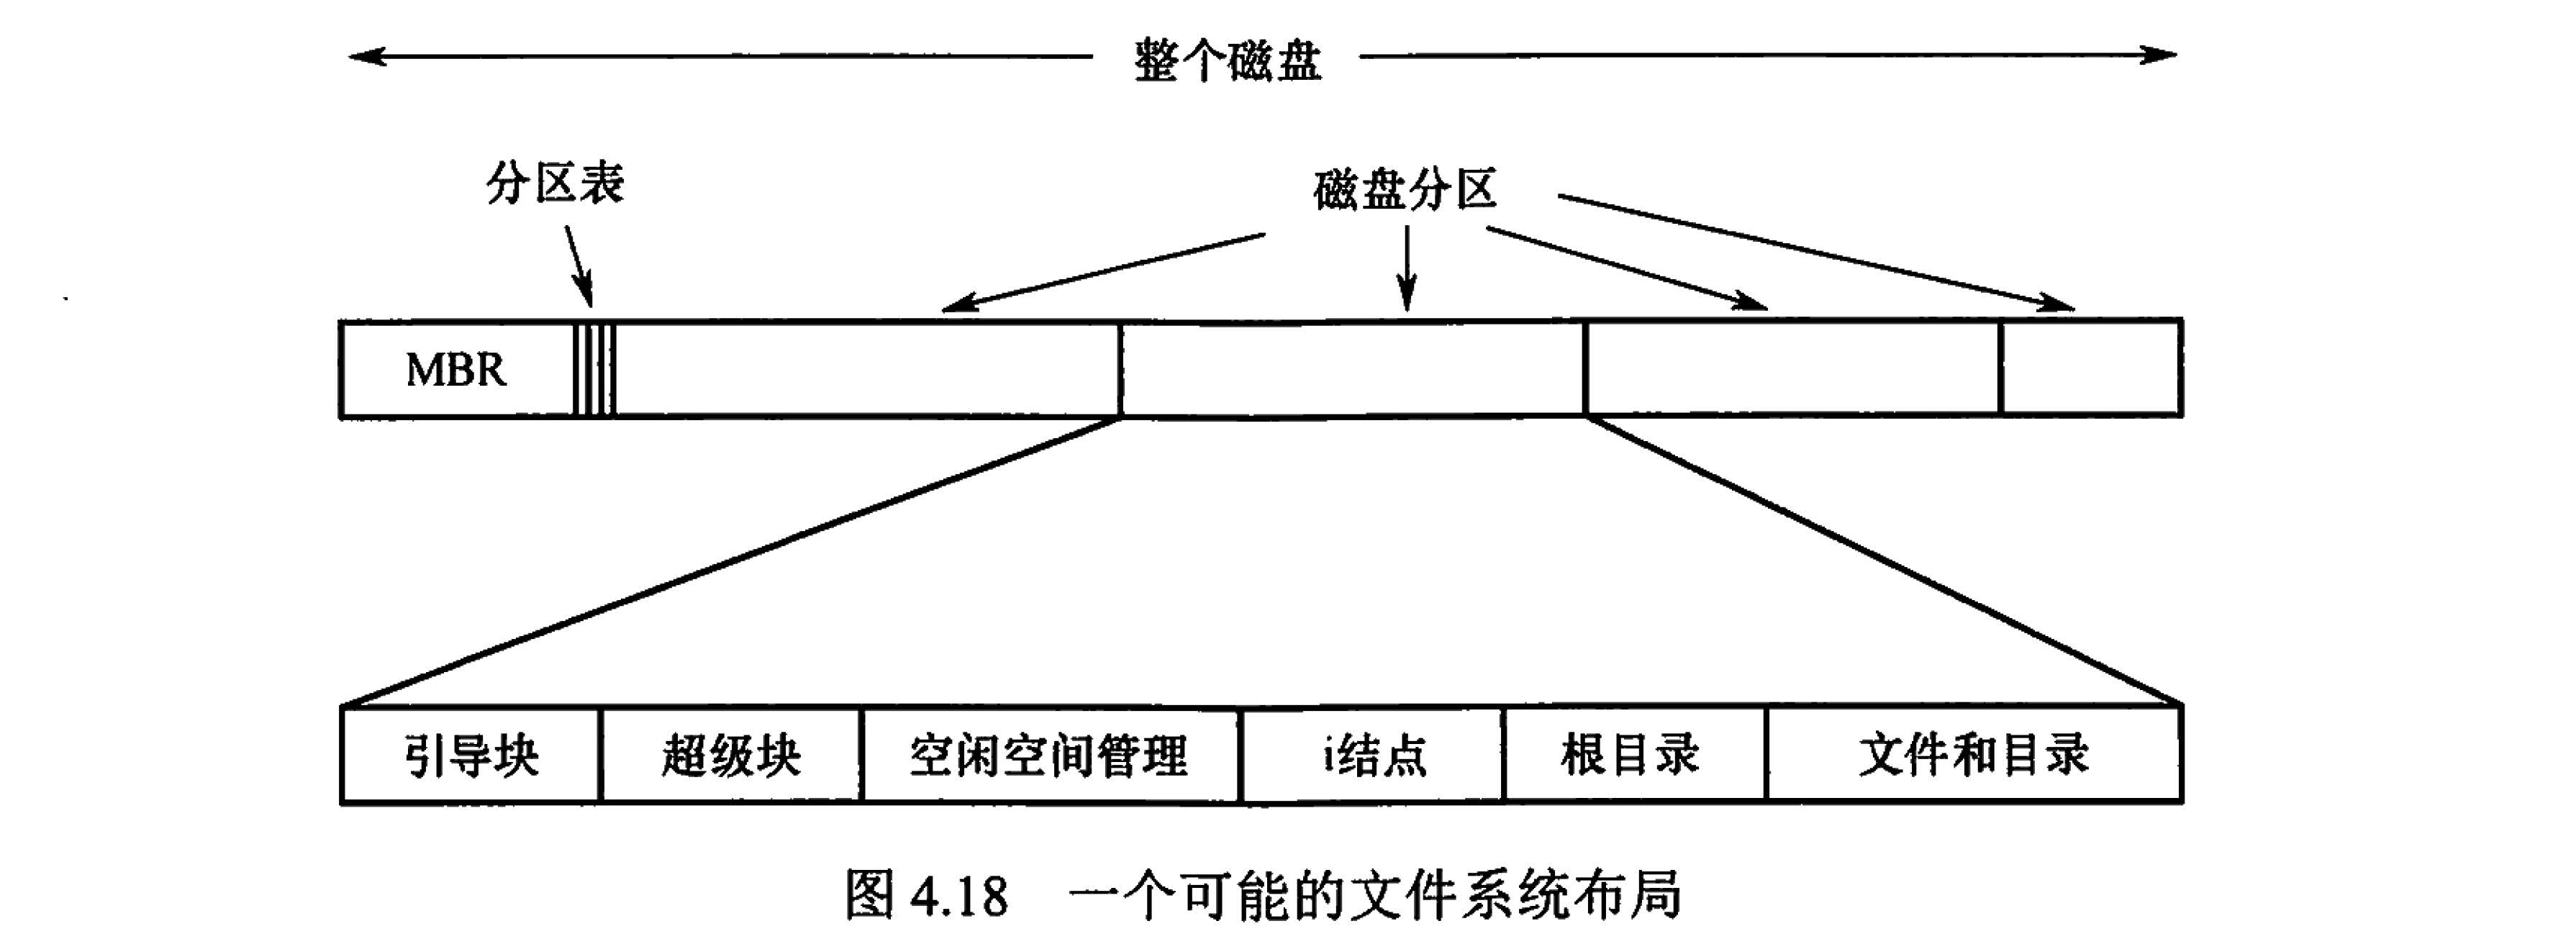 整个磁盘
分区表
磁盘分区
MBR
引导块 超级块 空闲空间管理 i结点 根目录 文件和目录
图 4.18 一个可能的文件系统布局